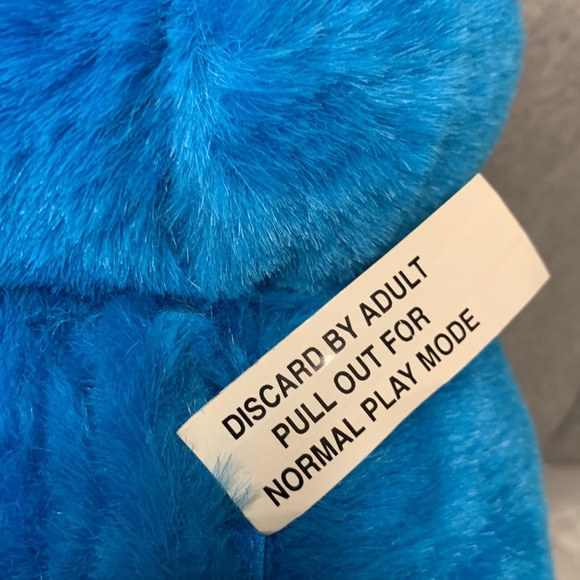 DISCARD BY ADULT
PULL OUT FOR
NORMAL PLAY MODE